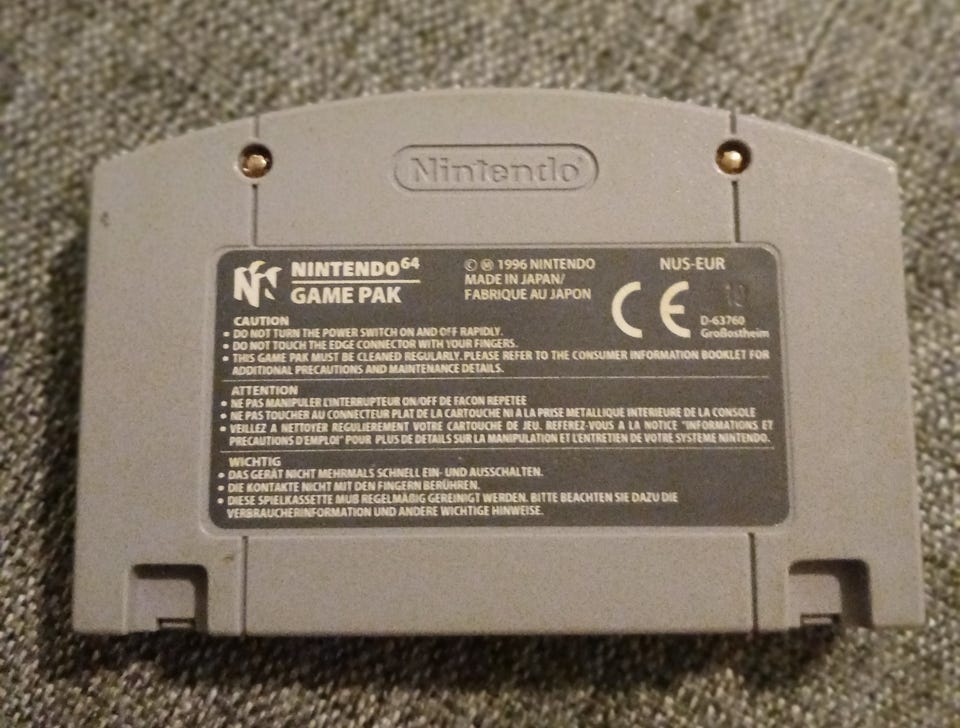 Nintendo®
NINTENDO 64
GAME PAK
© Ⓜ 1996 NINTENDO
MADE IN JAPAN/
FABRIQUE AU JAPON
NUS-EUR
CE
D-63760
Großostheim
CAUTION
• DO NOT TURN THE POWER SWITCH ON AND OFF RAPIDLY.
• DO NOT TOUCH THE EDGE CONNECTOR WITH YOUR FINGERS.
• THIS GAME PAK MUST BE CLEANED REGULARLY. PLEASE REFER TO THE CONSUMER INFORMATION BOOKLET FOR
ADDITIONAL PRECAUTIONS AND MAINTENANCE DETAILS.
ATTENTION
• NE PAS MANIPULER L'INTERRUPTEUR ON/OFF DE FACON REPETEE
• NE PAS TOUCHER AU CONNECTEUR PLAT DE LA CARTOUCHE NI A LA PRISE METALLIQUE INTERIEURE DE LA CONSOLE
• VEILLEZ A NETTOYER REGULIEREMENT VOTRE CARTOUCHE DE JEU. REFEREZ-VOUS A LA NOTICE "INFORMATIONS ET
PRECAUTIONS D'EMPLOI" POUR PLUS DE DETAILS SUR LA MANIPULATION ET L'ENTRETIEN DE VOTRE SYSTEME NINTENDO.
WICHTIG
• DAS GERÄT NICHT MEHRMALS SCHNELL EIN- UND AUSSCHALTEN.
• DIE KONTAKTE NICHT MIT DEN FINGERN BERÜHREN.
• DIESE SPIELKASSETTE MUß REGELMÄßIG GEREINIGT WERDEN. BITTE BEACHTEN SIE DAZU DIE
VERBRAUCHERINFORMATION UND ANDERE WICHTIGE HINWEISE.